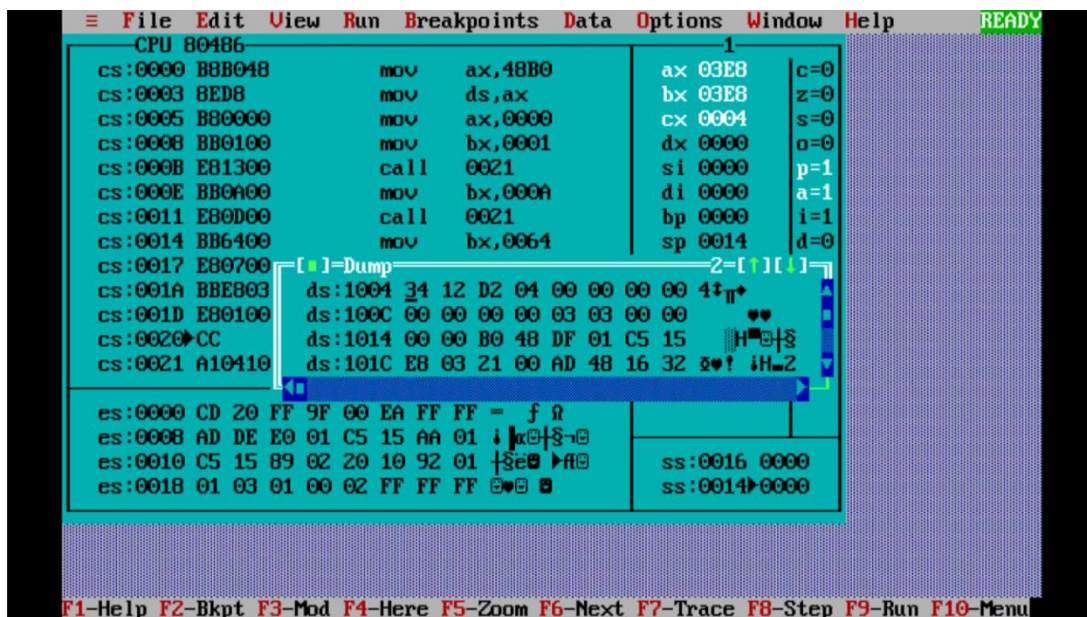 ≡ File Edit View Run Breakpoints Data Options Window Help READY
CPU 80486 1
cs:0000 B8B048 mov ax,48B0 ax 03E8 c=0
cs:0003 8ED8 mov ds,ax bx 03E8 z=0
cs:0005 B80000 mov ax,0000 cx 0004 s=0
cs:0008 BB0100 mov bx,0001 dx 0000 o=0
cs:000B E81300 call 0021 si 0000 p=1
cs:000E BB0A00 mov bx,000A di 0000 a=1
cs:0011 E80D00 call 0021 bp 0000 i=1
cs:0014 BB6400 mov bx,0064 sp 0014 d=0
cs:0017 E80700 [■]=Dump 2=[↑][↓]
cs:001A BBE803 ds:1004 34 12 D2 04 00 00 00 00 4↕╥♦
cs:001D E80100 ds:100C 00 00 00 00 03 03 00 00 ♥♥
cs:0020►CC ds:1014 00 00 B0 48 DF 01 C5 15 ░H▀☺┼§
cs:0021 A10410 ds:101C E8 03 21 00 AD 48 16 32 Φ♥! ¡H▬2
es:0000 CD 20 FF 9F 00 EA FF FF = ƒ Ω
es:0008 AD DE E0 01 C5 15 AA 01 ¡▐α☺┼§¬☺
es:0010 C5 15 89 02 20 10 92 01 ┼§ë☻ ►Æ☺ ss:0016 0000
es:0018 01 03 01 00 02 FF FF FF ☺♥☺ ☻ ss:0014►0000
F1-Help F2-Bkpt F3-Mod F4-Here F5-Zoom F6-Next F7-Trace F8-Step F9-Run F10-Menu